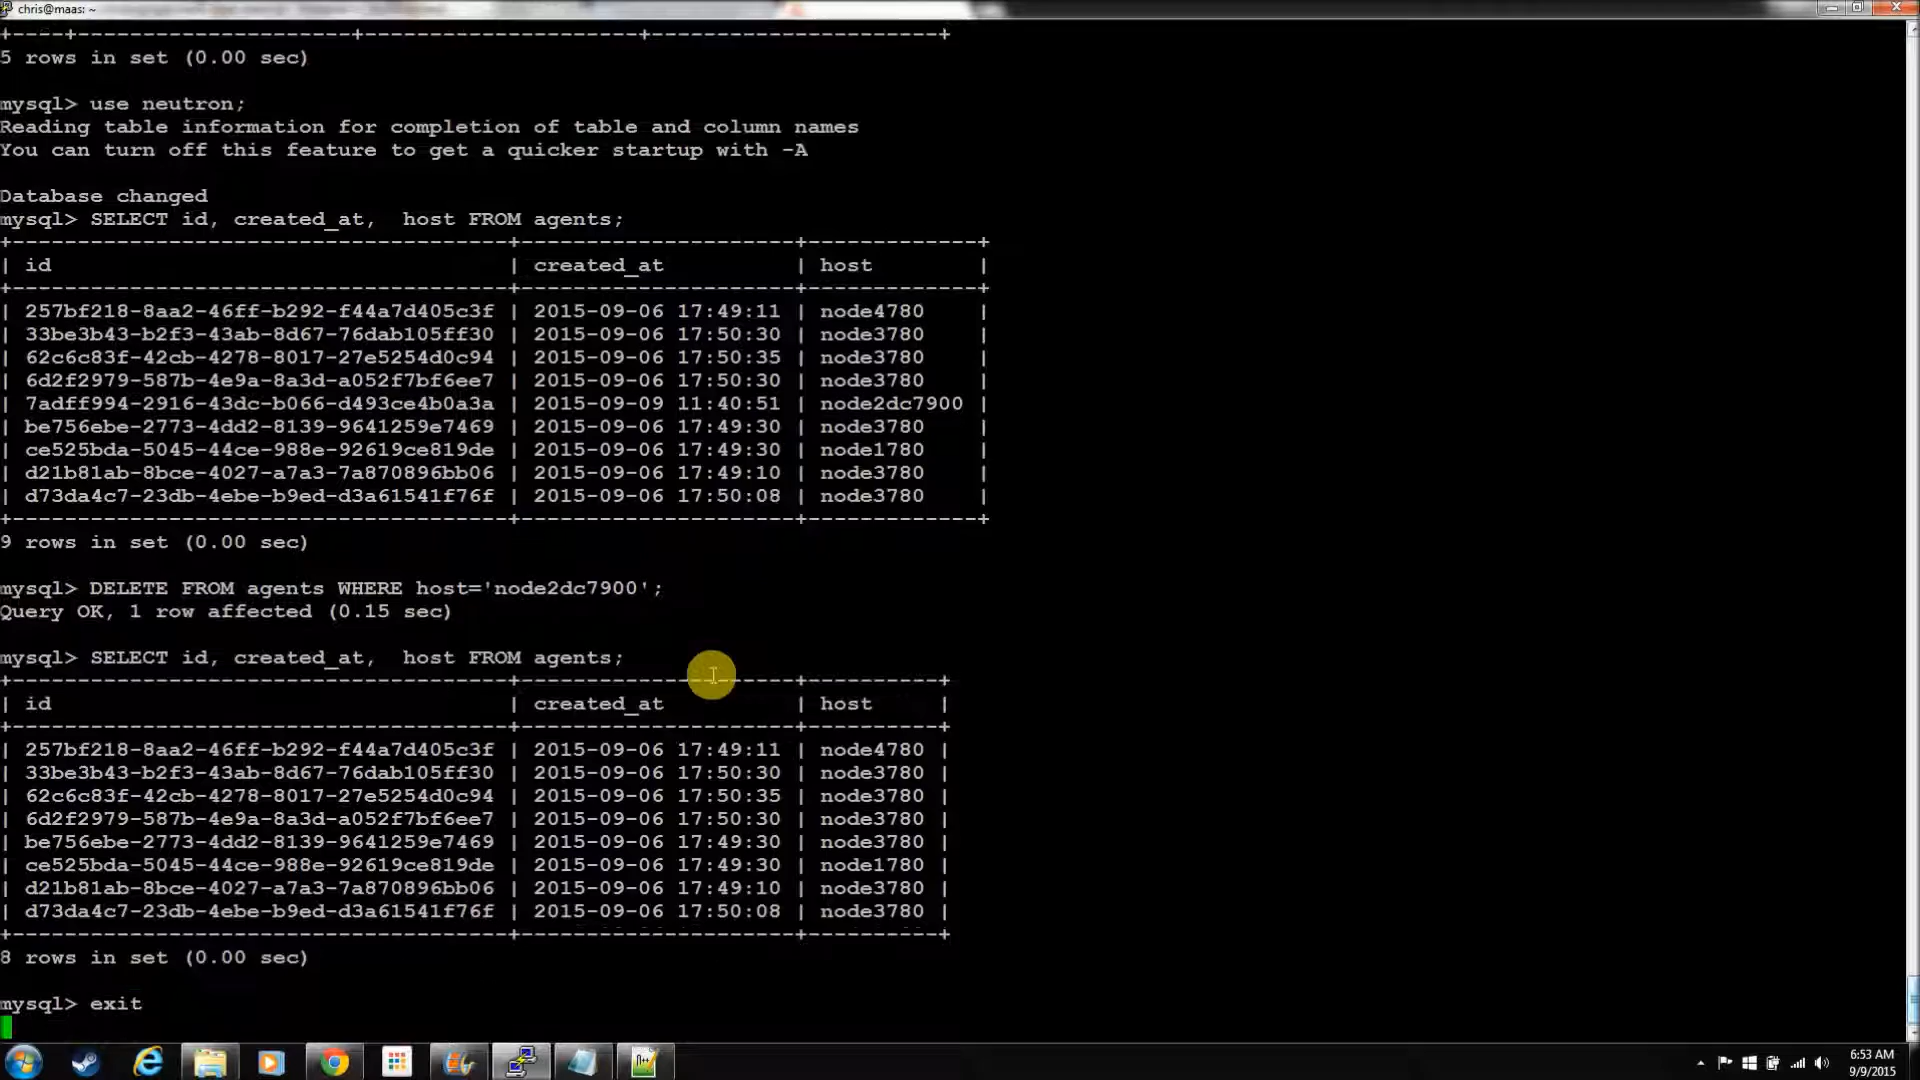 chris@maas: ~
+----+----------------------+----------------------+-----------------------+
5 rows in set (0.00 sec)
mysql> use neutron;
Reading table information for completion of table and column names
You can turn off this feature to get a quicker startup with -A
Database changed
mysql> SELECT id, created_at,  host FROM agents;
+--------------------------------------+---------------------+-------------+
| id                                   | created_at          | host        |
+--------------------------------------+---------------------+-------------+
| 257bf218-8aa2-46ff-b292-f44a7d405c3f | 2015-09-06 17:49:11 | node4780    |
| 33be3b43-b2f3-43ab-8d67-76dab105ff30 | 2015-09-06 17:50:30 | node3780    |
| 62c6c83f-42cb-4278-8017-27e5254d0c94 | 2015-09-06 17:50:35 | node3780    |
| 6d2f2979-587b-4e9a-8a3d-a052f7bf6ee7 | 2015-09-06 17:50:30 | node3780    |
| 7adff994-2916-43dc-b066-d493ce4b0a3a | 2015-09-09 11:40:51 | node2dc7900 |
| be756ebe-2773-4dd2-8139-9641259e7469 | 2015-09-06 17:49:30 | node3780    |
| ce525bda-5045-44ce-988e-92619ce819de | 2015-09-06 17:49:30 | node1780    |
| d21b81ab-8bce-4027-a7a3-7a870896bb06 | 2015-09-06 17:49:10 | node3780    |
| d73da4c7-23db-4ebe-b9ed-d3a61541f76f | 2015-09-06 17:50:08 | node3780    |
+--------------------------------------+---------------------+-------------+
9 rows in set (0.00 sec)
mysql> DELETE FROM agents WHERE host='node2dc7900';
Query OK, 1 row affected (0.15 sec)
mysql> SELECT id, created_at,  host FROM agents;
+--------------------------------------+---------------------+----------+
| id                                   | created_at          | host     |
+--------------------------------------+---------------------+----------+
| 257bf218-8aa2-46ff-b292-f44a7d405c3f | 2015-09-06 17:49:11 | node4780 |
| 33be3b43-b2f3-43ab-8d67-76dab105ff30 | 2015-09-06 17:50:30 | node3780 |
| 62c6c83f-42cb-4278-8017-27e5254d0c94 | 2015-09-06 17:50:35 | node3780 |
| 6d2f2979-587b-4e9a-8a3d-a052f7bf6ee7 | 2015-09-06 17:50:30 | node3780 |
| be756ebe-2773-4dd2-8139-9641259e7469 | 2015-09-06 17:49:30 | node3780 |
| ce525bda-5045-44ce-988e-92619ce819de | 2015-09-06 17:49:30 | node1780 |
| d21b81ab-8bce-4027-a7a3-7a870896bb06 | 2015-09-06 17:49:10 | node3780 |
| d73da4c7-23db-4ebe-b9ed-d3a61541f76f | 2015-09-06 17:50:08 | node3780 |
+--------------------------------------+---------------------+----------+
8 rows in set (0.00 sec)
mysql> exit
6:53 AM
9/9/2015